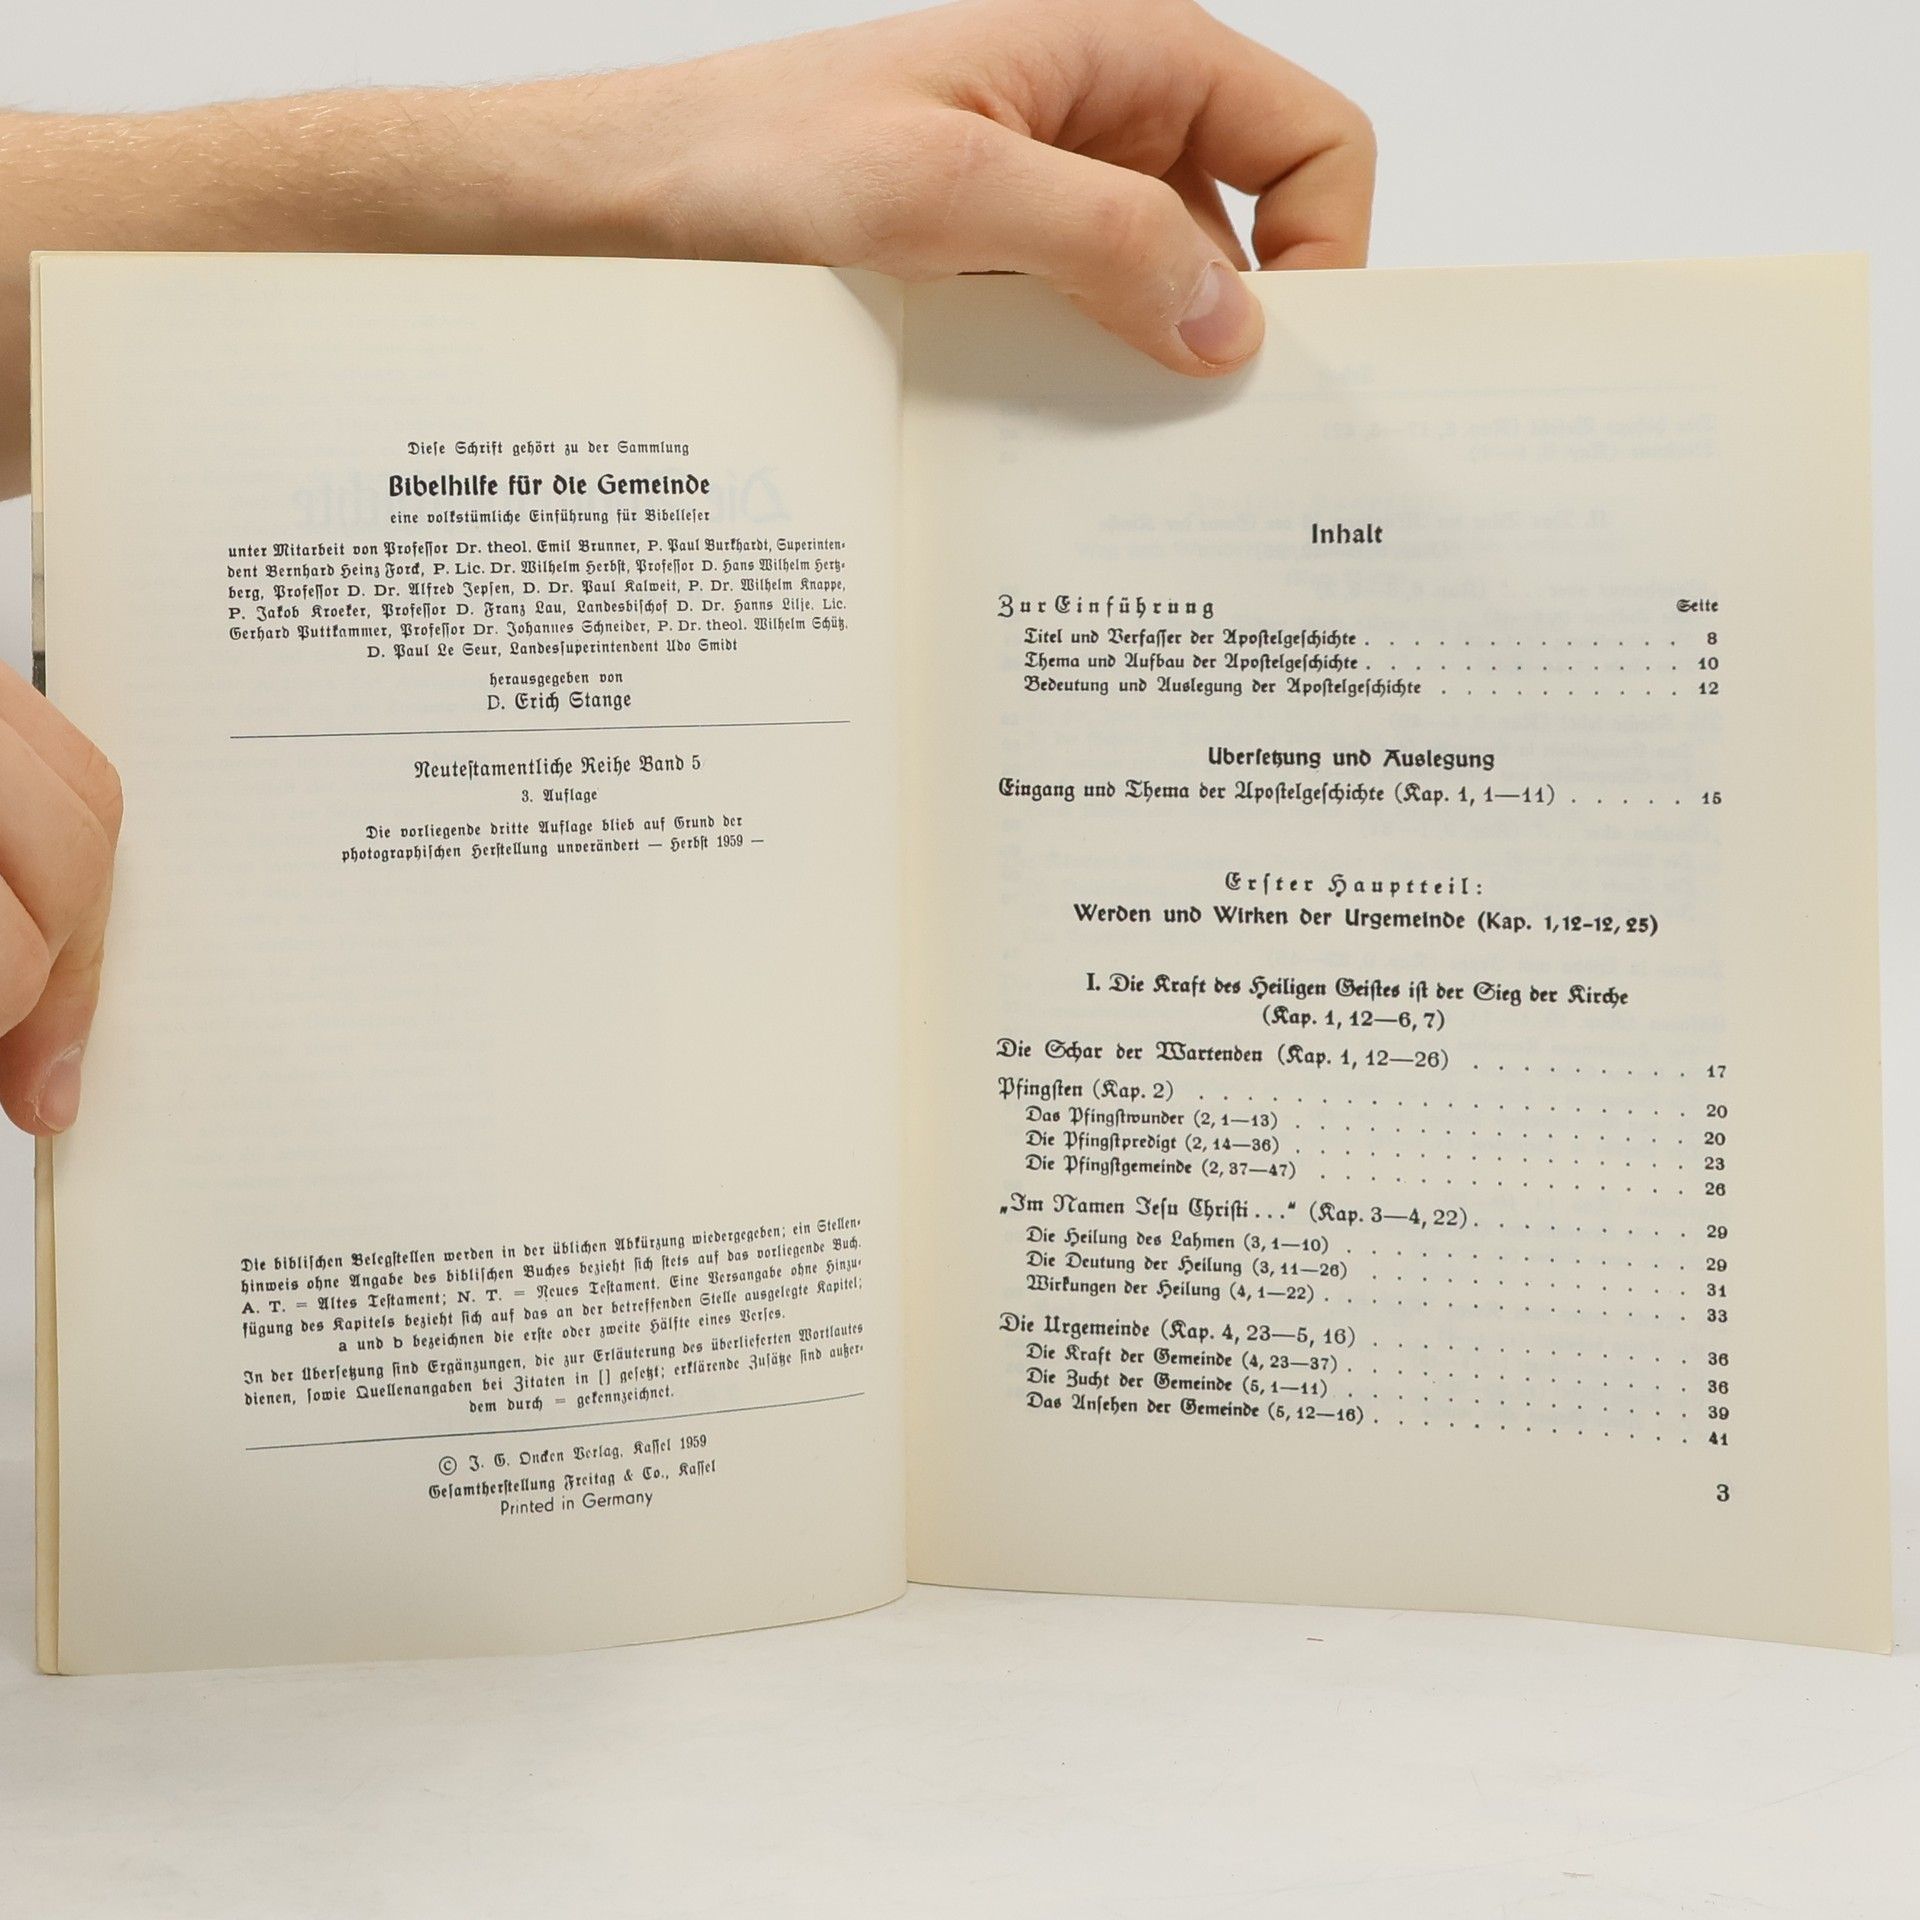 Diese Schrift gehört zu der Sammlung
Bibelhilfe für die Gemeinde
eine volkstümliche Einführung für Bibelleser
unter Mitarbeit von Professor Dr. theol. Emil Brunner, P. Paul Burkhardt, Superinten-
dent Bernhard Heinz Forck, P. Lic. Dr. Wilhelm Herbst, Professor D. Hans Wilhelm Hertz-
berg, Professor D. Dr. Alfred Jepsen, D. Dr. Paul Kalweit, P. Dr. Wilhelm Knappe,
P. Jakob Kroeker, Professor D. Franz Lau, Landesbischof D. Dr. Hanns Lilje, Lic.
Gerhard Puttkammer, Professor Dr. Johannes Schneider, P. Dr. theol. Wilhelm Schütz,
D. Paul Le Seur, Landessuperintendent Udo Smidt
herausgegeben von
D. Erich Stange
Neutestamentliche Reihe Band 5
3. Auflage
Die vorliegende dritte Auflage blieb auf Grund der
photographischen Herstellung unverändert — Herbst 1959 —
Die biblischen Belegstellen werden in der üblichen Abkürzung wiedergegeben; ein Stellen-
hinweis ohne Angabe des biblischen Buches bezieht sich stets auf das vorliegende Buch.
A. T. = Altes Testament; N. T. = Neues Testament. Eine Versangabe ohne Hinzu-
fügung des Kapitels bezieht sich auf das an der betreffenden Stelle ausgelegte Kapitel;
a und b bezeichnen die erste oder zweite Hälfte eines Verses.
In der Übersetzung sind Ergänzungen, die zur Erläuterung des überlieferten Wortlautes
dienen, sowie Quellenangaben bei Zitaten in [] gesetzt; erklärende Zusätze sind außer-
dem durch = gekennzeichnet.
© J. G. Oncken Verlag, Kassel 1959
Gesamtherstellung Freitag & Co., Kassel
Printed in Germany
Inhalt
Zur Einführung Seite
Titel und Verfasser der Apostelgeschichte . . . . . . . . . . . . . 8
Thema und Aufbau der Apostelgeschichte . . . . . . . . . . . . . 10
Bedeutung und Auslegung der Apostelgeschichte . . . . . . . . . . 12
Übersetzung und Auslegung
Eingang und Thema der Apostelgeschichte (Kap. 1, 1—11) . . . . . 15
Erster Hauptteil:
Werden und Wirken der Urgemeinde (Kap. 1,12-12, 25)
I. Die Kraft des Heiligen Geistes ist der Sieg der Kirche
(Kap. 1, 12—6, 7)
Die Schar der Wartenden (Kap. 1, 12—26) . . . . . . . . . 17
Pfingsten (Kap. 2) . . . . . . . . . . . . . . . . . . . . 20
Das Pfingstwunder (2, 1—13) . . . . . . . . . . . . . . . . 20
Die Pfingstpredigt (2, 14—36) . . . . . . . . . . . . . . . . 23
Die Pfingstgemeinde (2, 37—47) . . . . . . . . . . . . . . . 26
„Im Namen Jesu Christi . . .“ (Kap. 3—4, 22) . . . . . . . . . 29
Die Heilung des Lahmen (3, 1—10) . . . . . . . . . . . . . . 29
Die Deutung der Heilung (3, 11—26) . . . . . . . . . . . . . 31
Wirkungen der Heilung (4, 1—22) . . . . . . . . . . . . . . . 33
Die Urgemeinde (Kap. 4, 23—5, 16) . . . . . . . . . . . . . 36
Die Kraft der Gemeinde (4, 23—37) . . . . . . . . . . . . . . 36
Die Zucht der Gemeinde (5, 1—11) . . . . . . . . . . . . . . 39
Das Ansehen der Gemeinde (5, 12—16) . . . . . . . . . . . . . 41
3